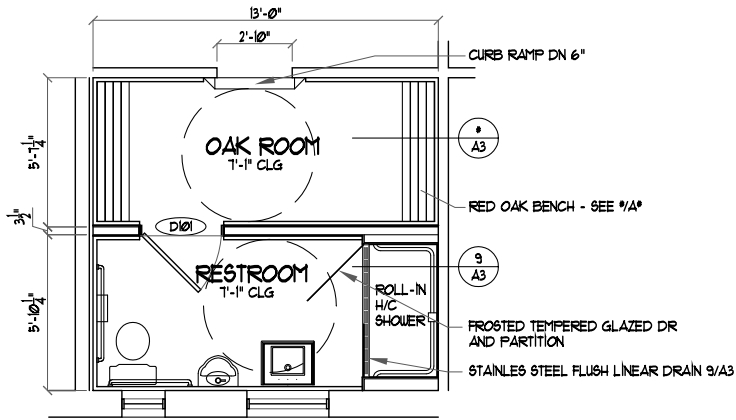 13'-0"
2'-10"
CURB RAMP DN 6"
5'-7 1/4"
OAK ROOM
7'-1" CLG
*
A3
RED OAK BENCH - SEE */A*
3 1/2"
D101
RESTROOM
7'-1" CLG
9
A3
5'-10 1/4"
ROLL-IN
H/C
SHOWER
FROSTED TEMPERED GLAZED DR
AND PARTITION
STAINLES STEEL FLUSH LINEAR DRAIN 9/A3